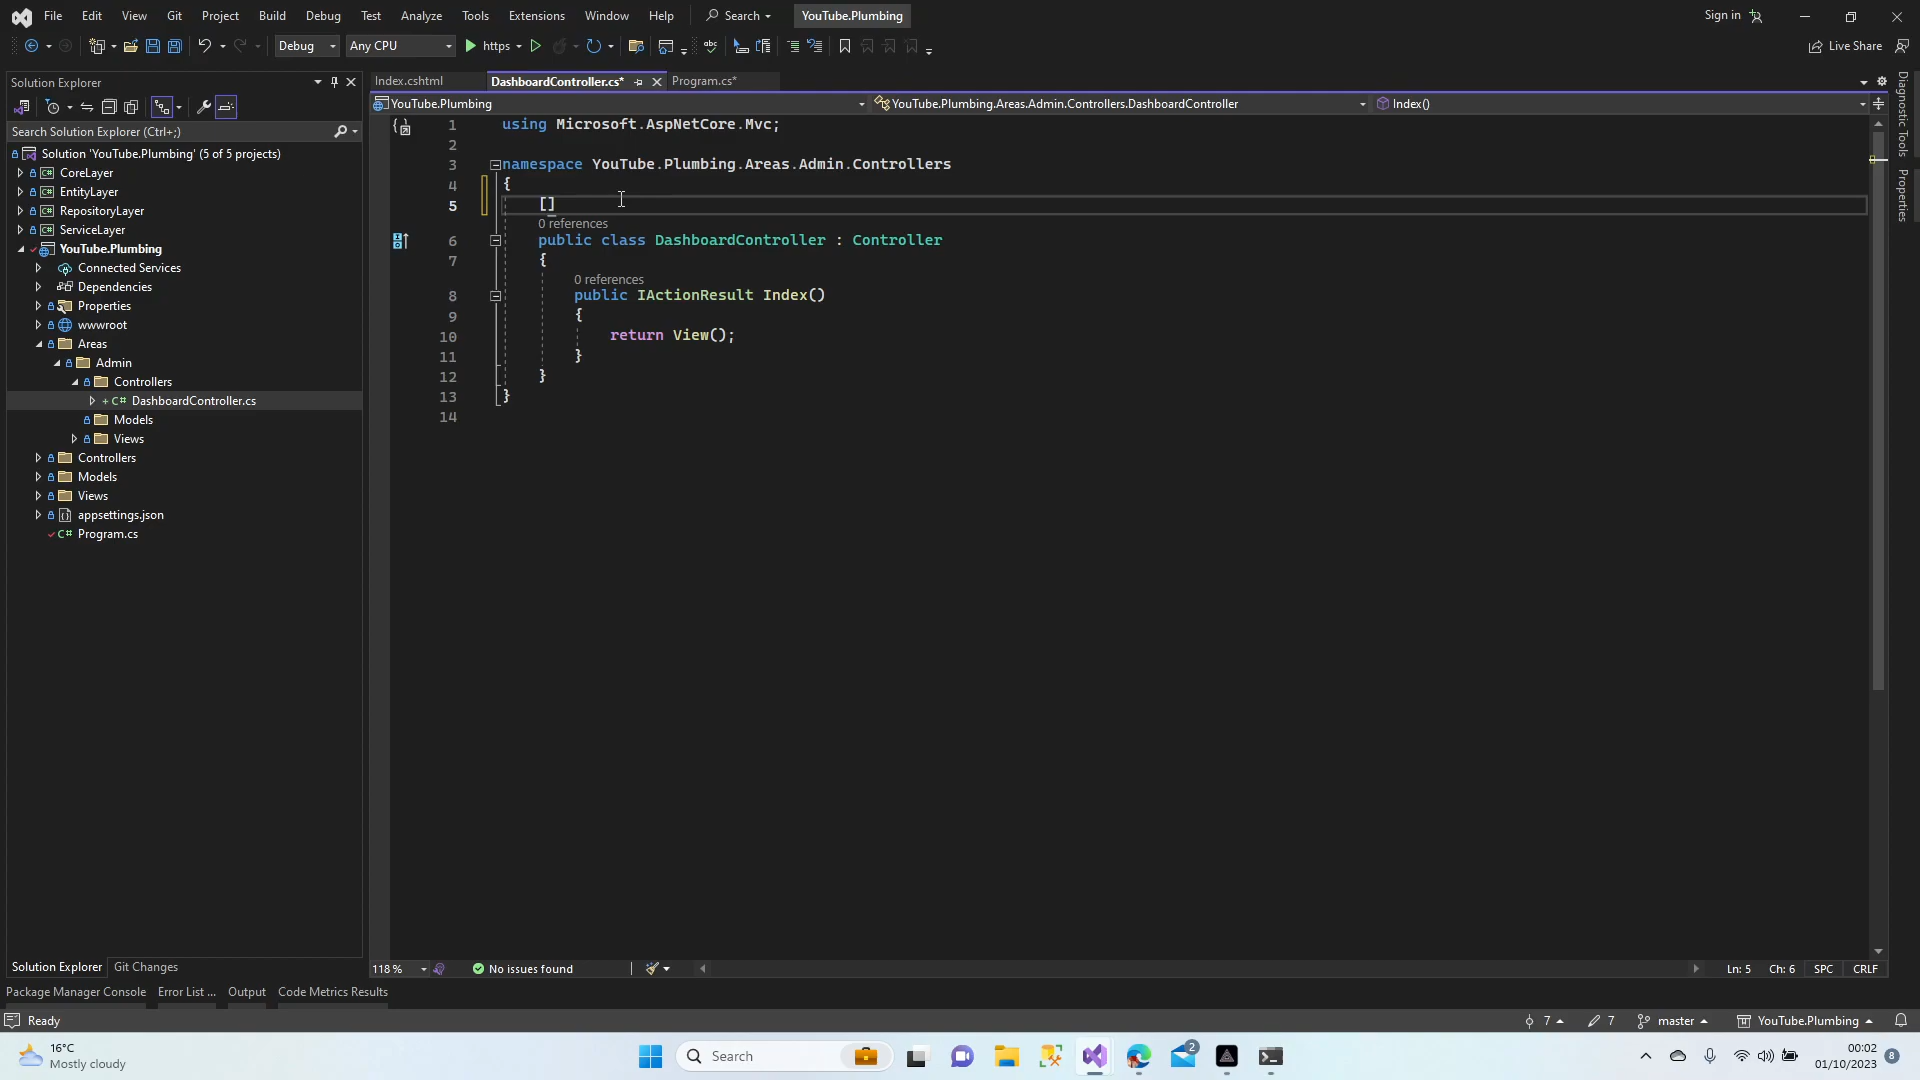 File Edit View Git Project Build Debug Test Analyze Tools Extensions Window Help Search YouTube.Plumbing Sign in
Debug Any CPU https Live Share
Solution Explorer
Search Solution Explorer (Ctrl+;)
Solution 'YouTube.Plumbing' (5 of 5 projects)
CoreLayer
EntityLayer
RepositoryLayer
ServiceLayer
YouTube.Plumbing
Connected Services
Dependencies
Properties
wwwroot
Areas
Admin
Controllers
C# DashboardController.cs
Models
Views
Controllers
Models
Views
appsettings.json
C# Program.cs
Solution Explorer Git Changes
Index.cshtml DashboardController.cs* Program.cs*
YouTube.Plumbing YouTube.Plumbing.Areas.Admin.Controllers.DashboardController Index()
1 using Microsoft.AspNetCore.Mvc;
2
3 namespace YouTube.Plumbing.Areas.Admin.Controllers
4 {
5 []
0 references
6 public class DashboardController : Controller
7 {
0 references
8 public IActionResult Index()
9 {
10 return View();
11 }
12 }
13 }
14
118 % No issues found Ln: 5 Ch: 6 SPC CRLF
Diagnostic Tools
Properties
Package Manager Console Error List ... Output Code Metrics Results
Ready 7 7 master YouTube.Plumbing
16°C
Mostly cloudy
Search
2
00:02
01/10/2023
8